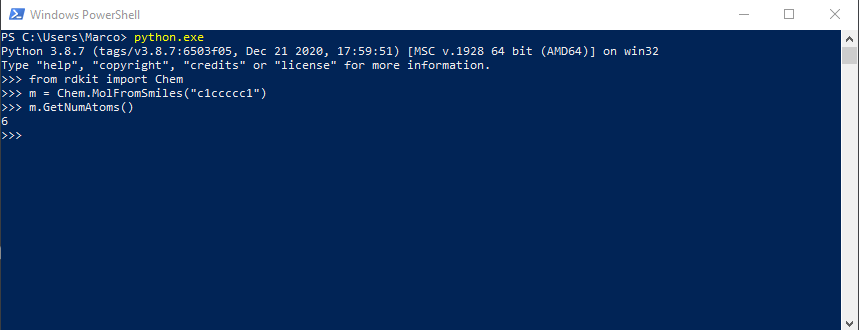 Windows PowerShell
PS C:\Users\Marco> python.exe
Python 3.8.7 (tags/v3.8.7:6503f05, Dec 21 2020, 17:59:51) [MSC v.1928 64 bit (AMD64)] on win32
Type "help", "copyright", "credits" or "license" for more information.
>>> from rdkit import Chem
>>> m = Chem.MolFromSmiles("c1ccccc1")
>>> m.GetNumAtoms()
6
>>>